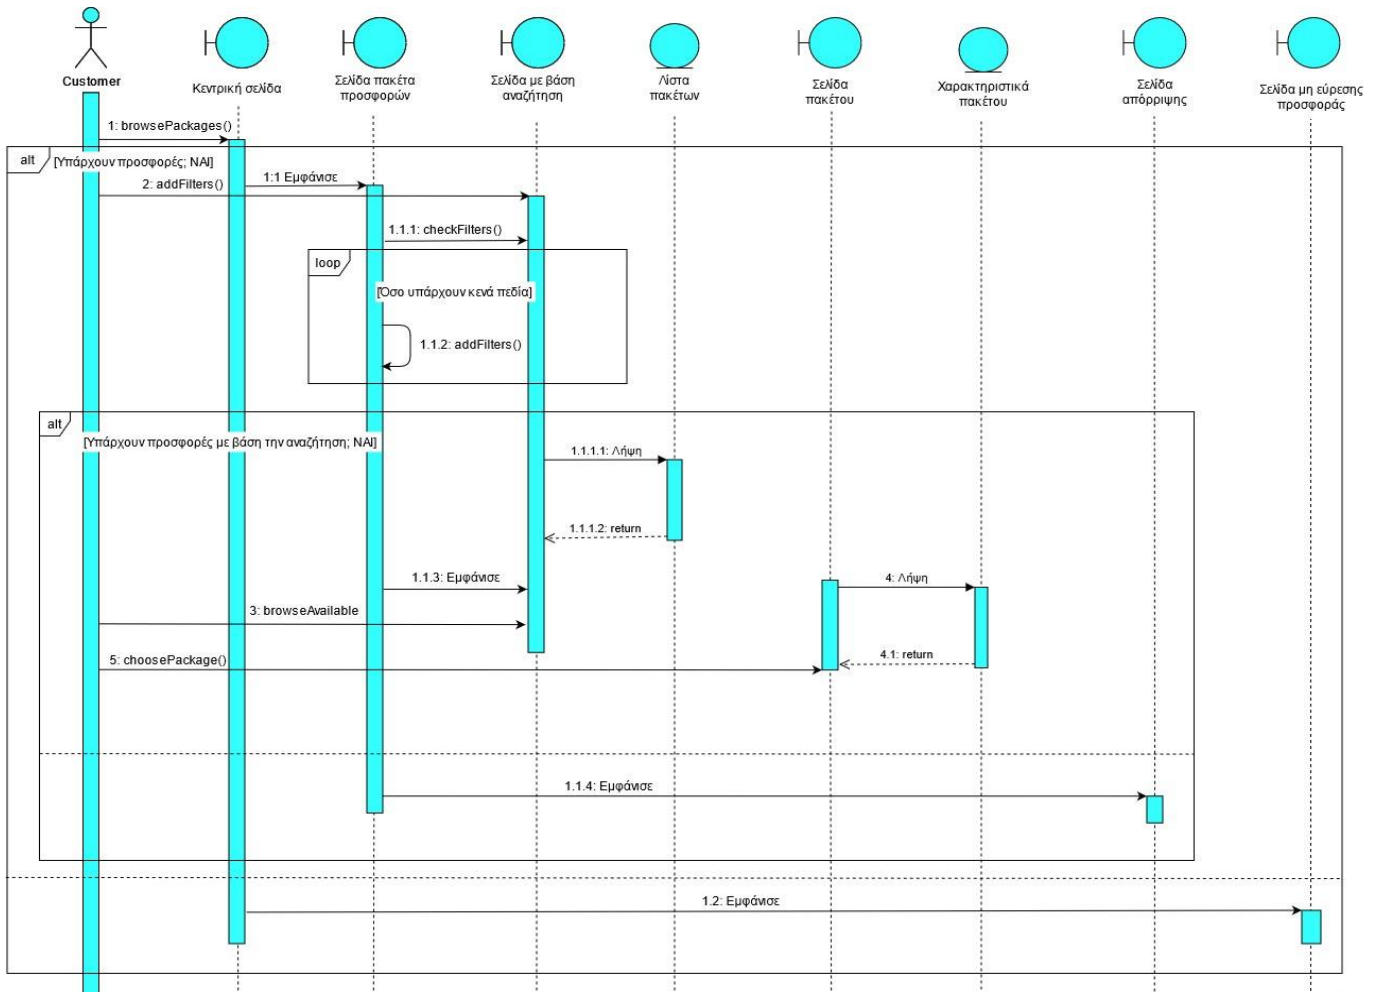 Customer
Κεντρική σελίδα
Σελίδα πακέτα
προσφορών
Σελίδα με βάση
αναζήτηση
Λίστα
πακέτων
Σελίδα
πακέτου
Χαρακτηριστικά
πακέτου
Σελίδα
απόρριψης
Σελίδα μη εύρεσης
προσφοράς
1: browsePackages()
alt
[Υπάρχουν προσφορές; ΝΑΙ]
1:1 Εμφάνισε
2: addFilters()
1.1.1: checkFilters()
loop
[Όσο υπάρχουν κενά πεδία]
1.1.2: addFilters()
alt
[Υπάρχουν προσφορές με βάση την αναζήτηση; ΝΑΙ]
1.1.1.1: Λήψη
1.1.1.2: return
1.1.3: Εμφάνισε
4: Λήψη
3: browseAvailable
4.1: return
5: choosePackage()
1.1.4: Εμφάνισε
1.2: Εμφάνισε